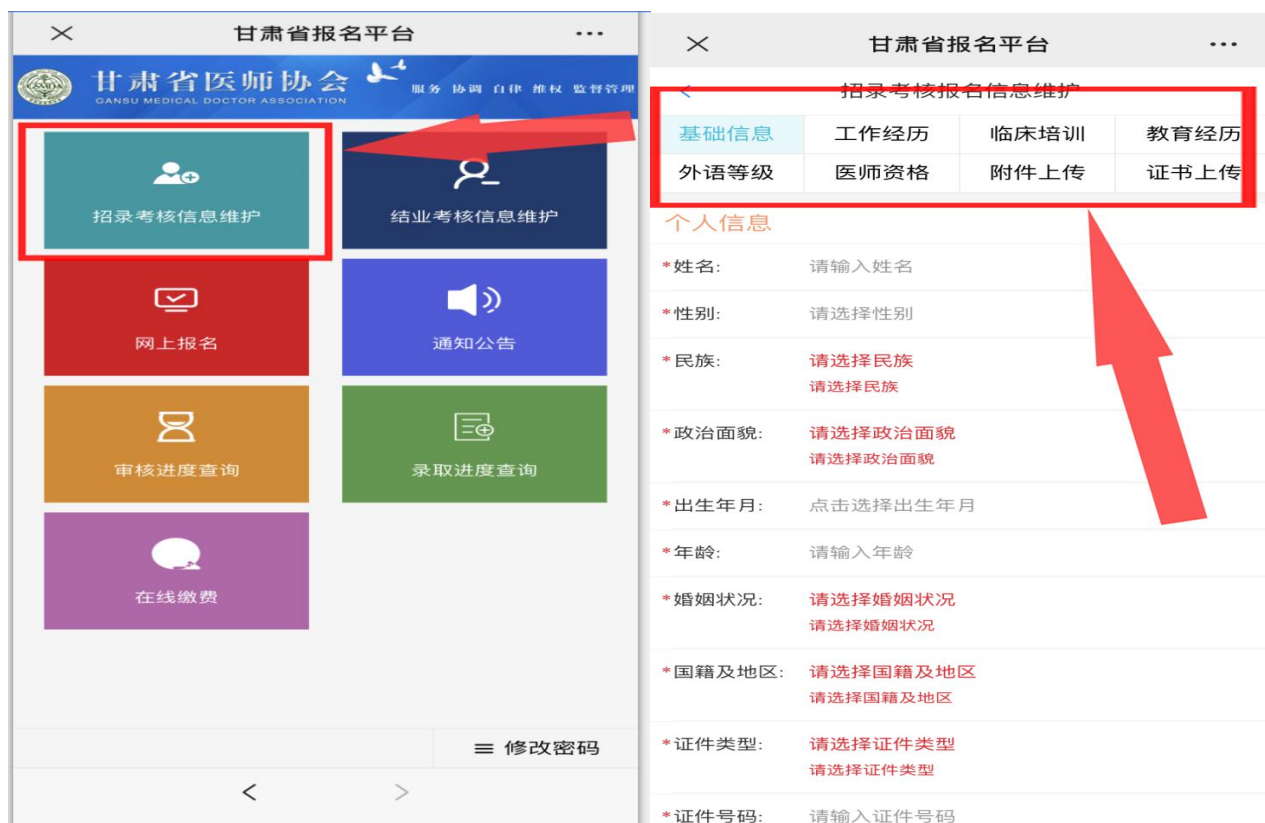 甘肃省报名平台
甘肃省医师协会
GANSU MEDICAL DOCTOR ASSOCIATION
服务 协调 自律 维权 监督管理
招录考核信息维护
结业考核信息维护
网上报名
通知公告
审核进度查询
录取进度查询
在线缴费
修改密码
甘肃省报名平台
招录考核报名信息维护
基础信息 工作经历 临床培训 教育经历
外语等级 医师资格 附件上传 证书上传
个人信息
*姓名: 请输入姓名
*性别: 请选择性别
*民族: 请选择民族
请选择民族
*政治面貌: 请选择政治面貌
请选择政治面貌
*出生年月: 点击选择出生年月
*年龄: 请输入年龄
*婚姻状况: 请选择婚姻状况
请选择婚姻状况
*国籍及地区: 请选择国籍及地区
请选择国籍及地区
*证件类型: 请选择证件类型
请选择证件类型
*证件号码: 请输入证件号码